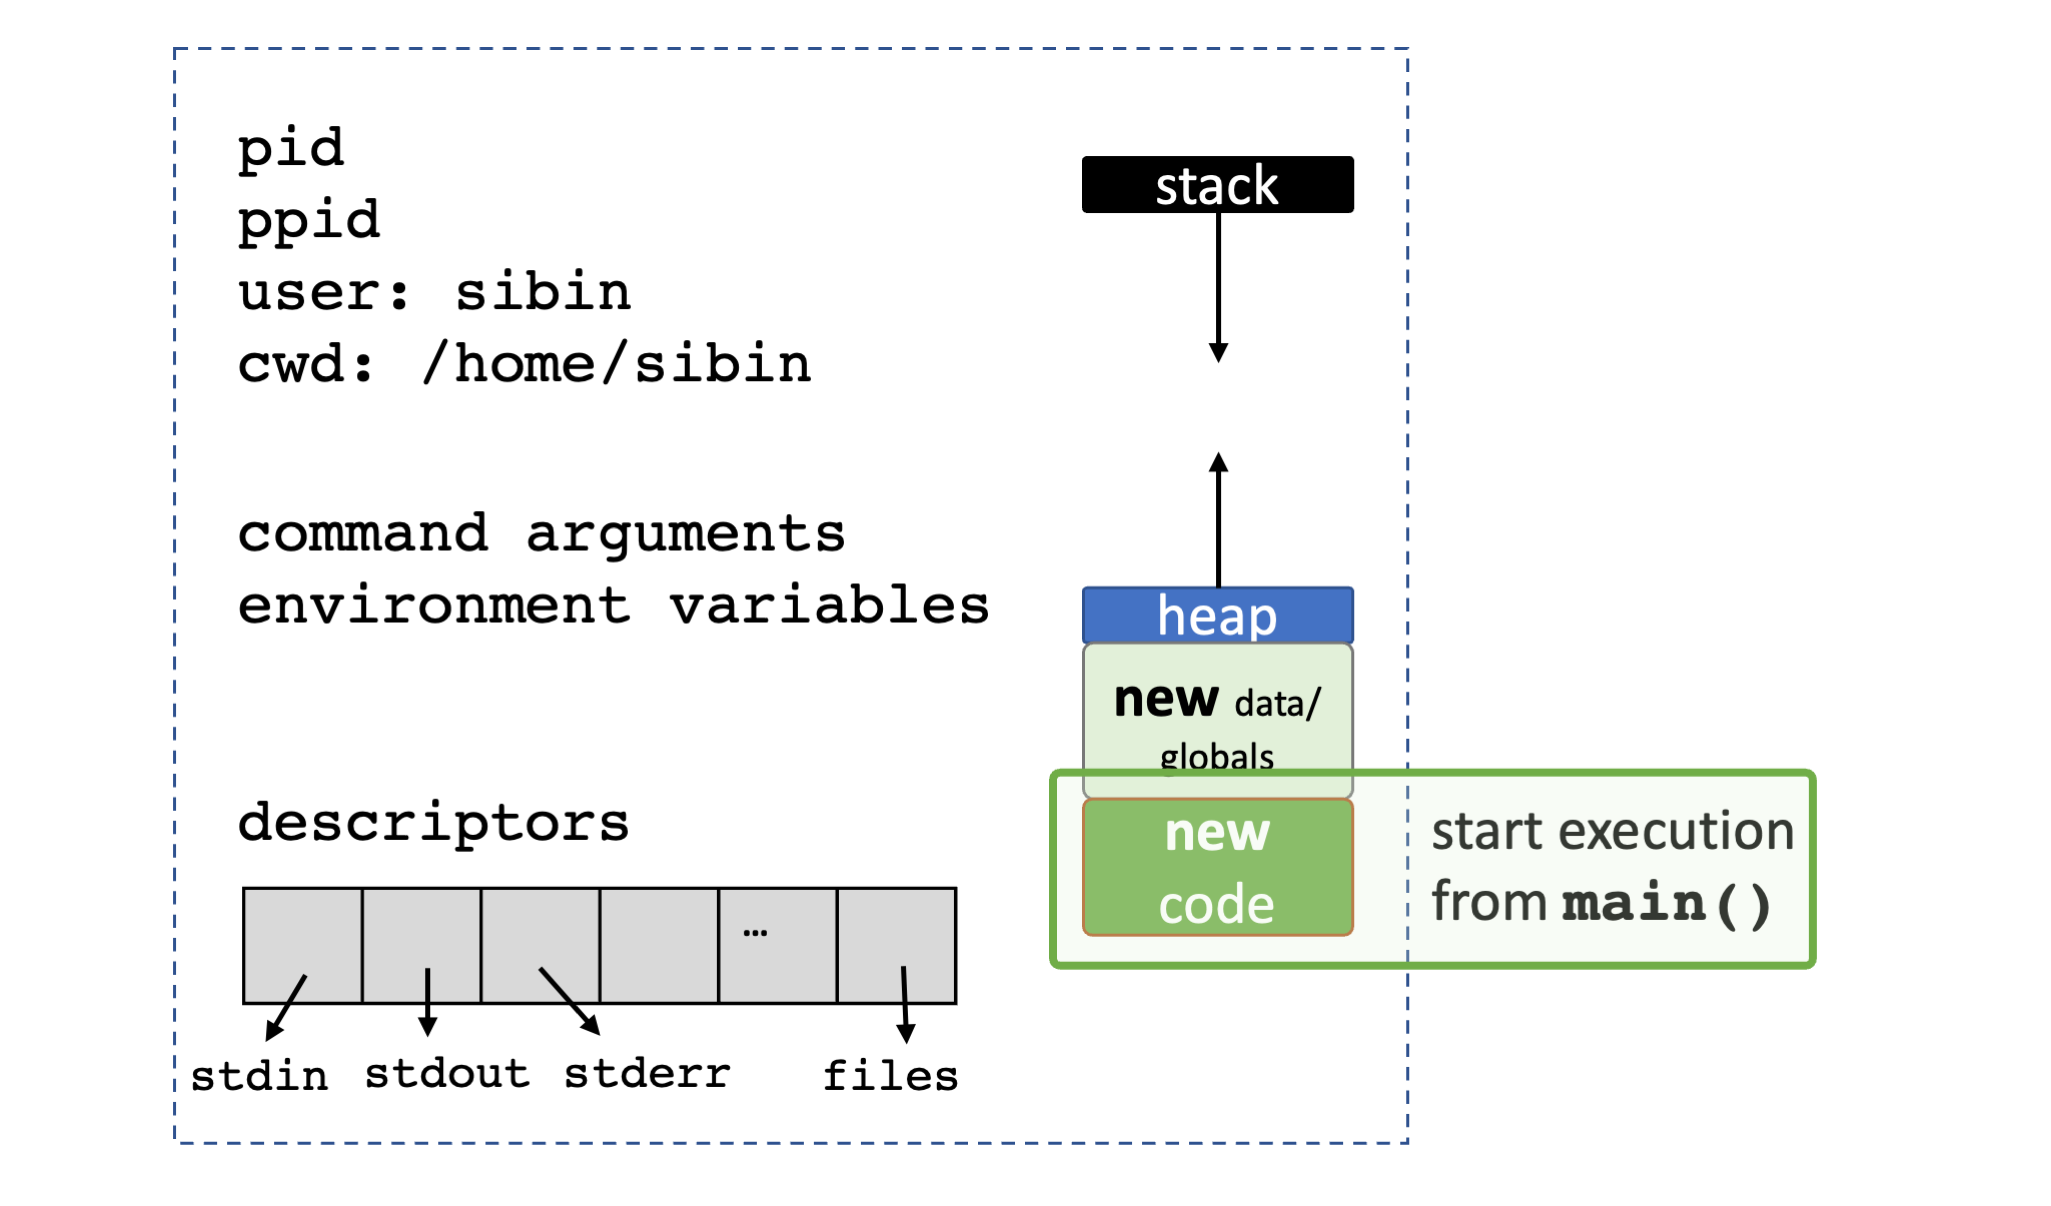 pid
ppid
user: sibin
cwd: /home/sibin
command arguments
environment variables
descriptors
...
stdin stdout stderr files
stack
heap
new data/
globals
new
code
start execution
from main()